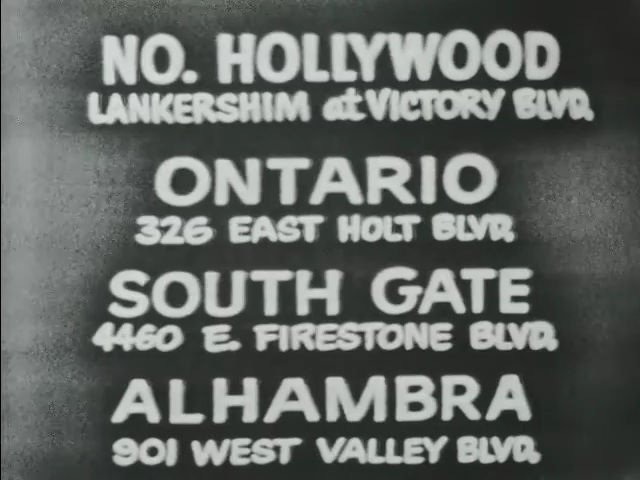 NO. HOLLYWOOD
LANKERSHIM at VICTORY BLVD.
ONTARIO
326 EAST HOLT BLVD.
SOUTH GATE
4460 E. FIRESTONE BLVD.
ALHAMBRA
901 WEST VALLEY BLVD.